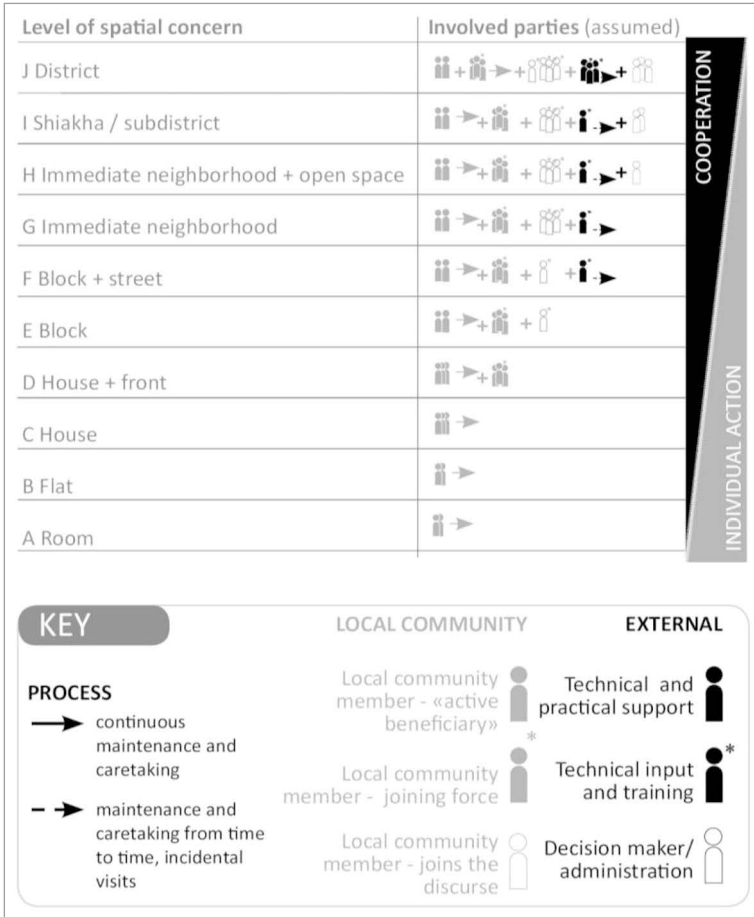 Level of spatial concern
Involved parties (assumed)
J District
+ + + + +
I Shiakha / subdistrict
+ + + +
H Immediate neighborhood + open space
+ + + +
G Immediate neighborhood
+ + +
F Block + street
+ + +
E Block
+ +
D House + front
+
C House
B Flat
A Room
COOPERATION
INDIVIDUAL ACTION
KEY
LOCAL COMMUNITY
EXTERNAL
PROCESS
continuous
maintenance and
caretaking
maintenance and
caretaking from time
to time, incidental
visits
Local community
member - «active
beneficiary»
*
Local community
member - joining force
Local community
member - joins the
discurse
Technical and
practical support
*
Technical input
and training
Decision maker/
administration